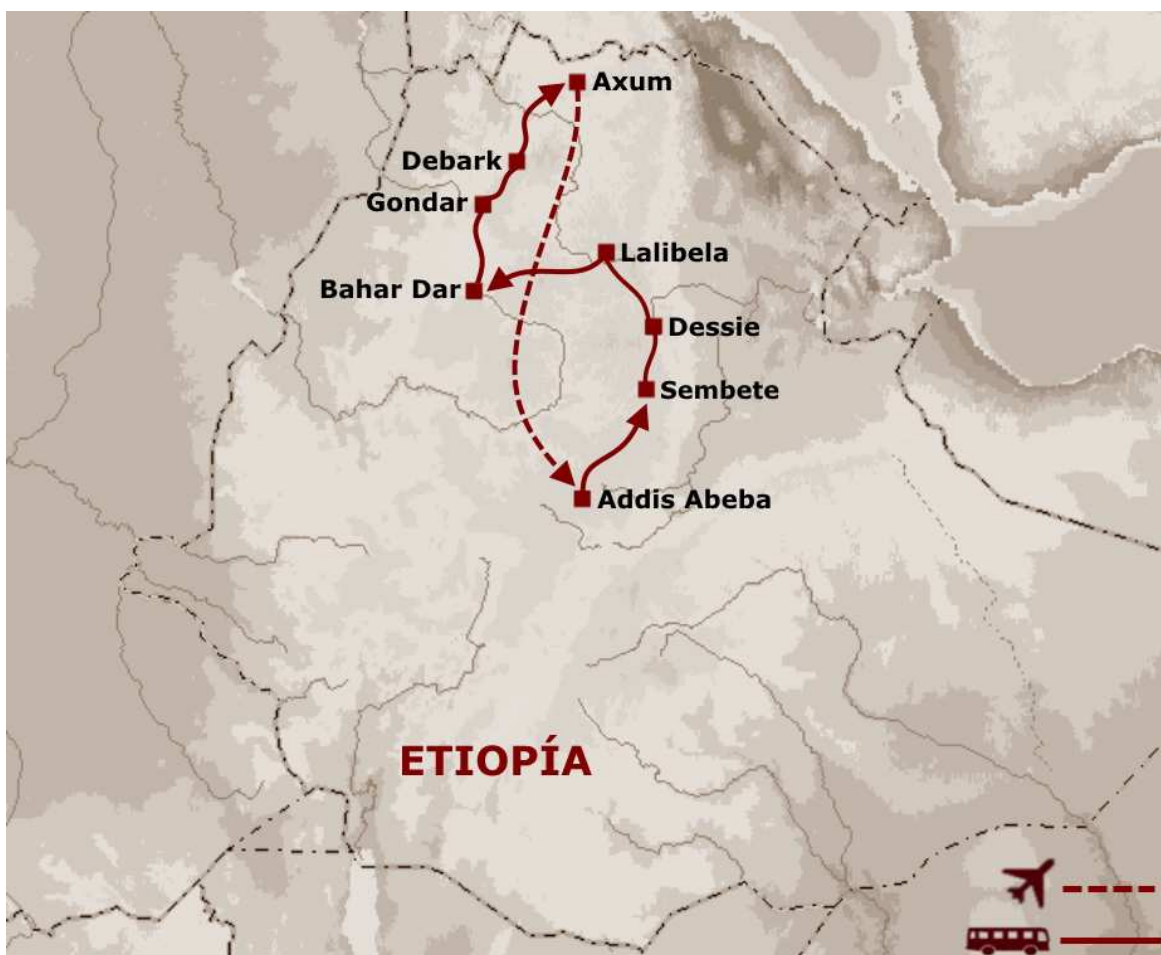 Axum
Debark
Gondar
Lalibela
Bahar Dar
Dessie
Sembete
Addis Abeba
ETIOPÍA